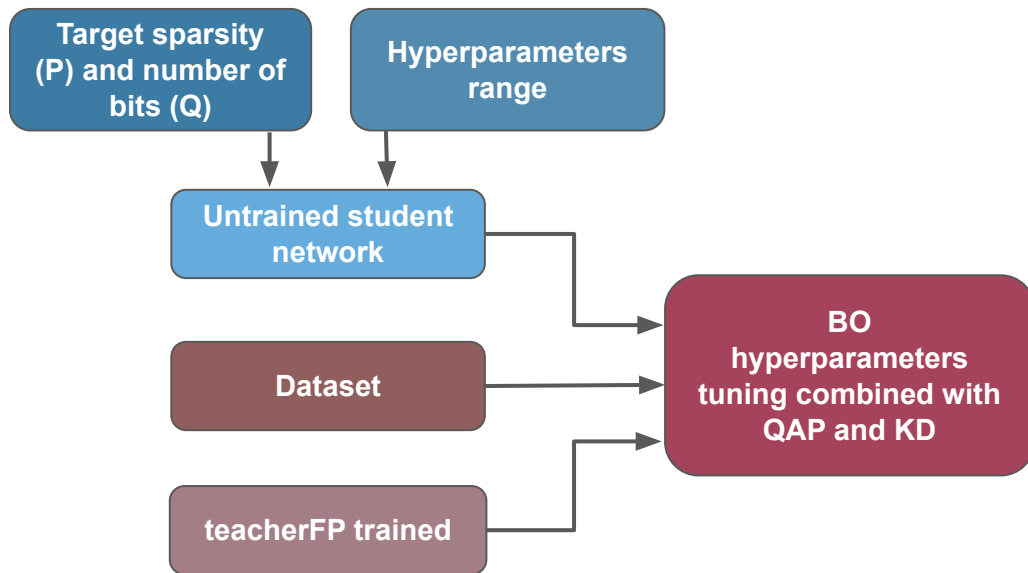 Target sparsity
(P) and number of
bits (Q)
Hyperparameters
range
Untrained student
network
Dataset
teacherFP trained
BO
hyperparameters
tuning combined with
QAP and KD